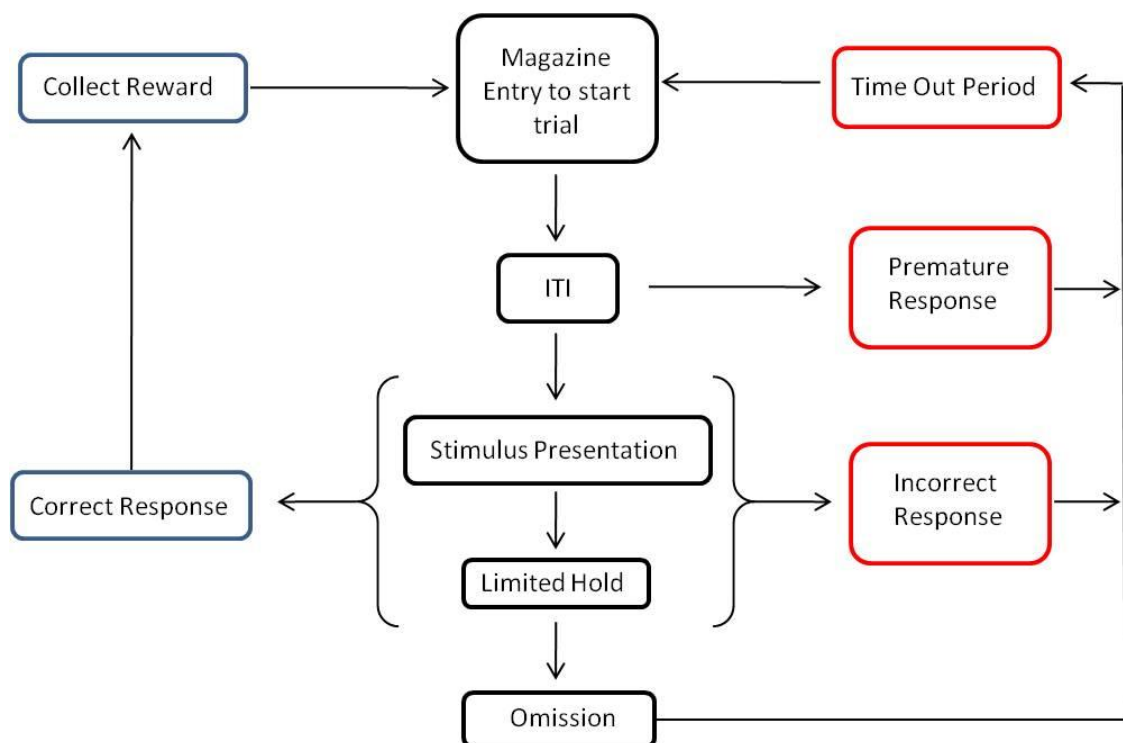 Collect Reward
Magazine
Entry to start
trial
Time Out Period
ITI
Premature
Response
Stimulus Presentation
Correct Response
Incorrect
Response
Limited Hold
Omission